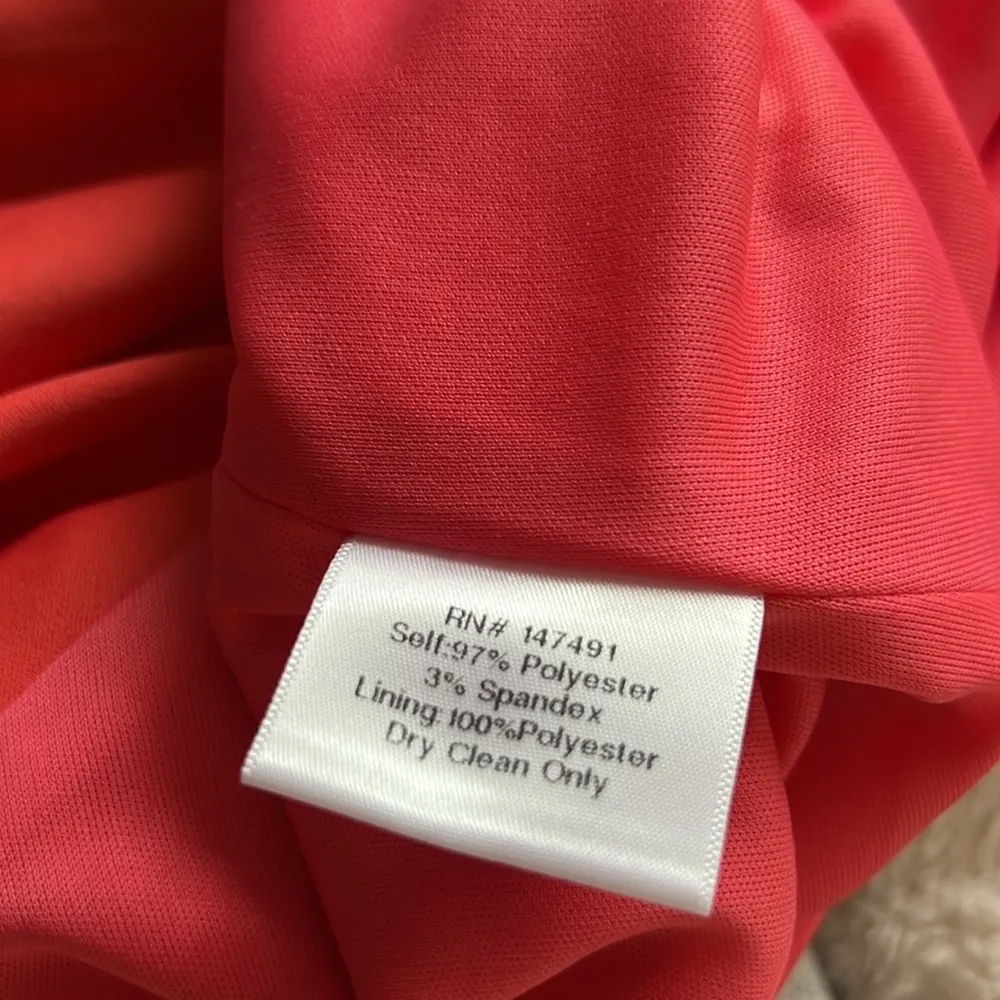 RN# 147491
Self:97% Polyester
3% Spandex
Lining:100%Polyester
Dry Clean Only